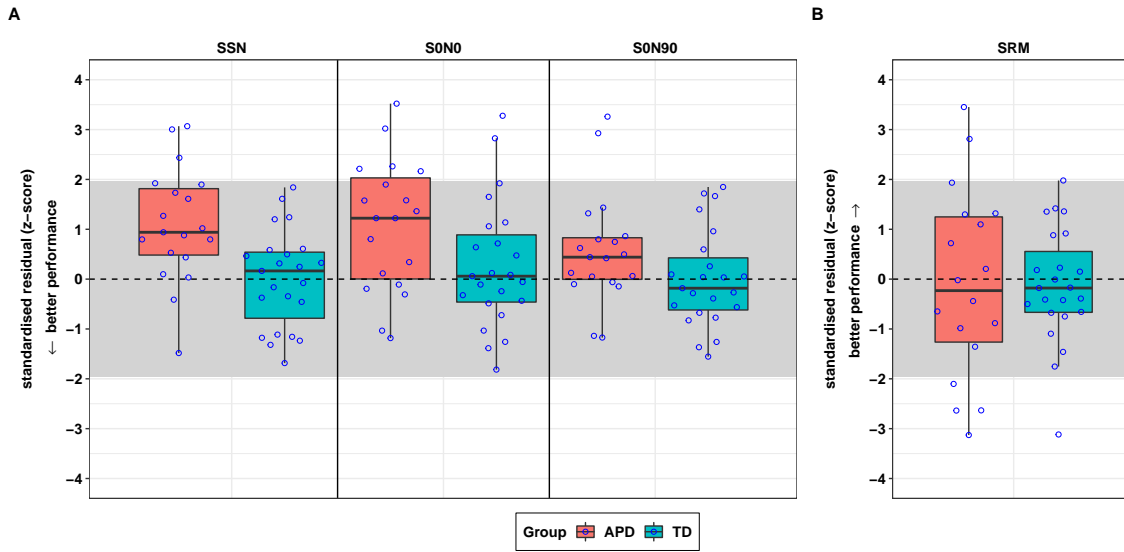 A
B
SSN
S0N0
S0N90
SRM
standardised residual (z−score)
← better performance
4
3
2
1
0
−1
−2
−3
−4
standardised residual (z−score)
better performance →
4
3
2
1
0
−1
−2
−3
−4
Group APD TD